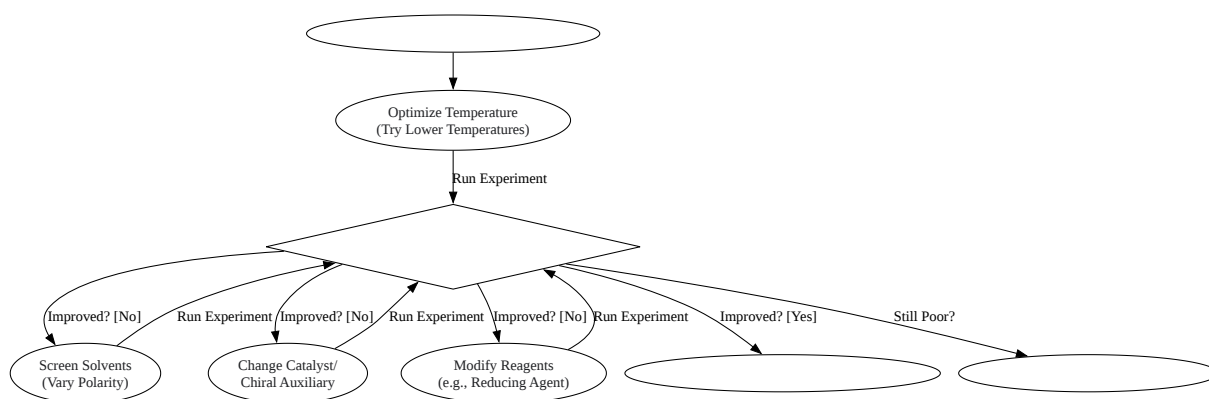 Optimize Temperature
(Try Lower Temperatures)
Run Experiment
Improved? [No]
Run Experiment
Improved? [No]
Run Experiment
Improved? [No]
Run Experiment
Improved? [Yes]
Still Poor?
Screen Solvents
(Vary Polarity)
Change Catalyst/
Chiral Auxiliary
Modify Reagents
(e.g., Reducing Agent)